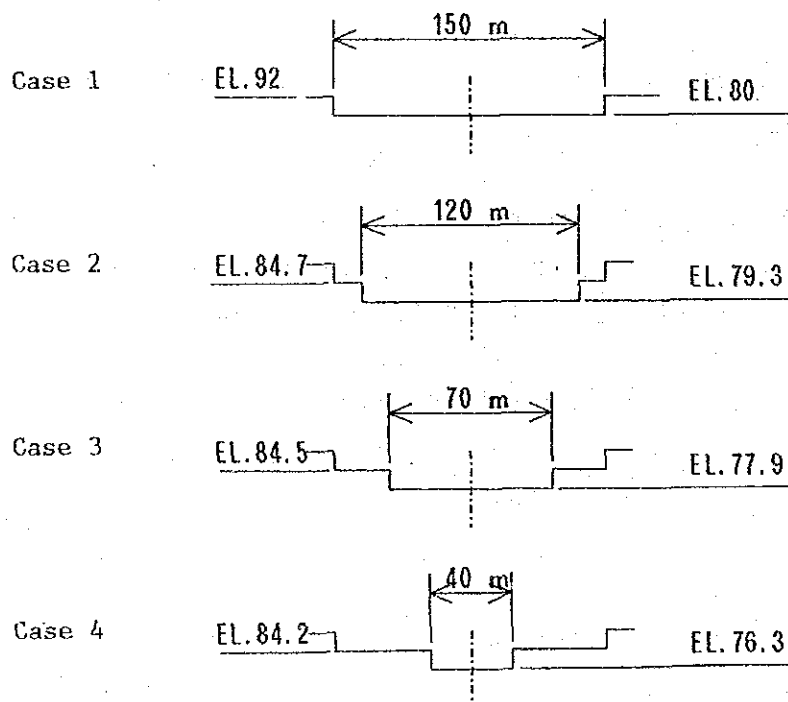 150 m
Case 1 EL.92 EL.80
120 m
Case 2 EL.84.7 EL.79.3
70 m
Case 3 EL.84.5 EL.77.9
40 m
Case 4 EL.84.2 EL.76.3